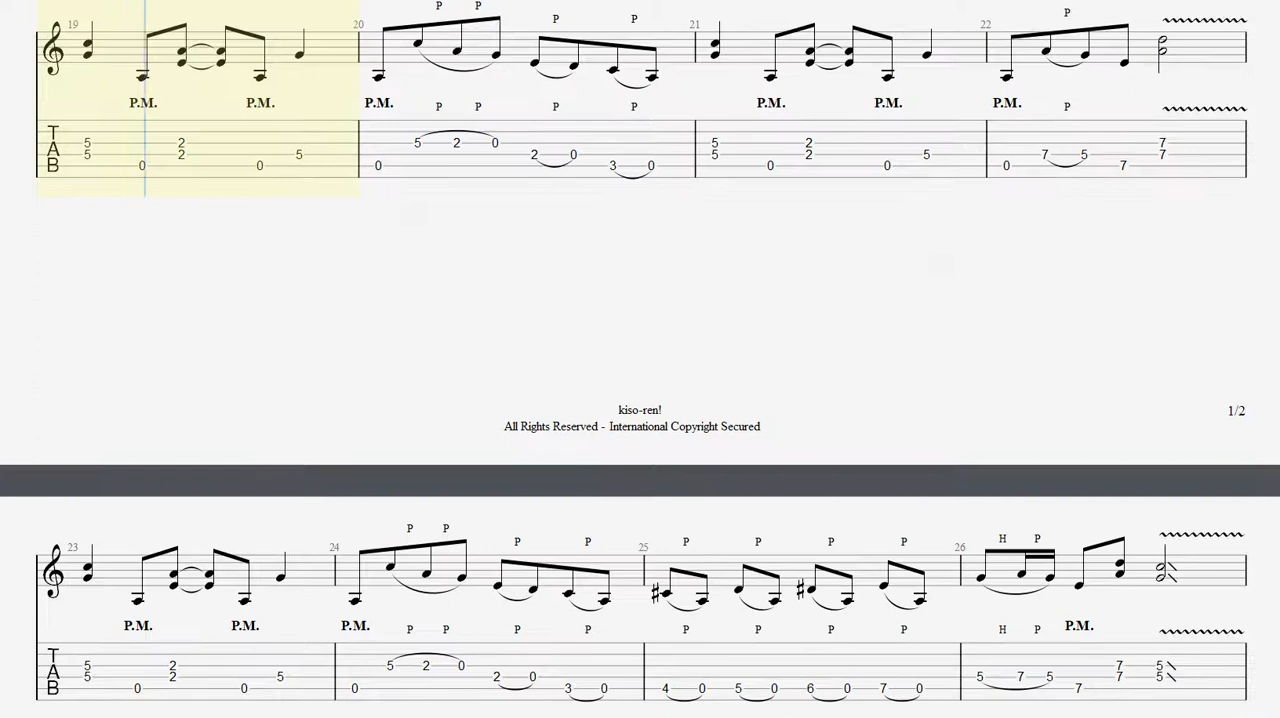 19 20 21 22
P P P P P
P.M. P.M. P.M. P.M. P.M. P.M.
P P P P P
T 5 2 5 2 0 5 2 7
A 5 2 5 2 0 5 2 5 7 5 7
B 0 0 0 3 0 0 0 0 7
kiso-ren!
All Rights Reserved - International Copyright Secured
1/2
23 24 25 26
P P P P P P P P H P
P.M. P.M. P.M. P.M.
P P P P P P P P H P
T 5 2 5 2 0 7 5
A 5 2 5 2 0 5 7 5 7 5
B 0 0 0 3 0 4 0 5 0 6 0 7 0 7